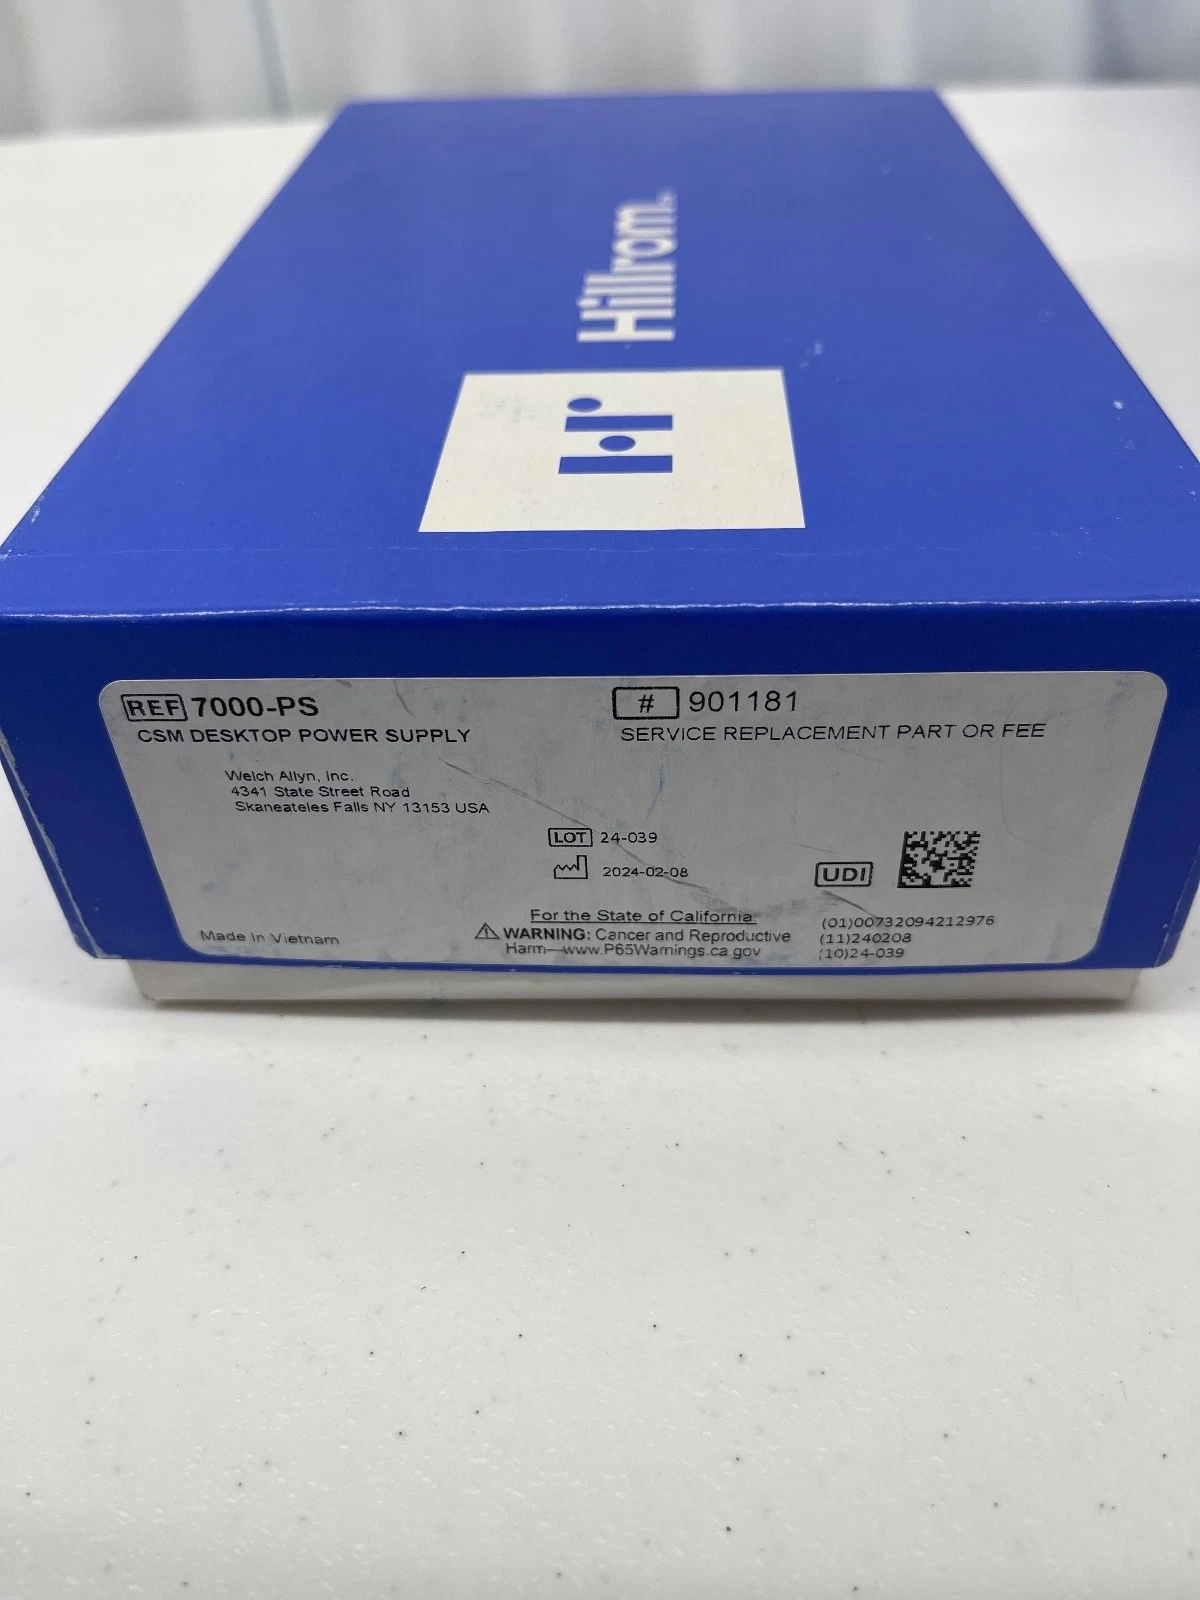 Hillrom™
REF 7000-PS
CSM DESKTOP POWER SUPPLY
# 901181
SERVICE REPLACEMENT PART OR FEE
Welch Allyn, Inc.
4341 State Street Road
Skaneateles Falls NY 13153 USA
LOT 24-039
2024-02-08
UDI
Made In Vietnam
For the State of California
WARNING: Cancer and Reproductive
Harm—www.P65Warnings.ca.gov
(01)00732094212976
(11)240208
(10)24-039